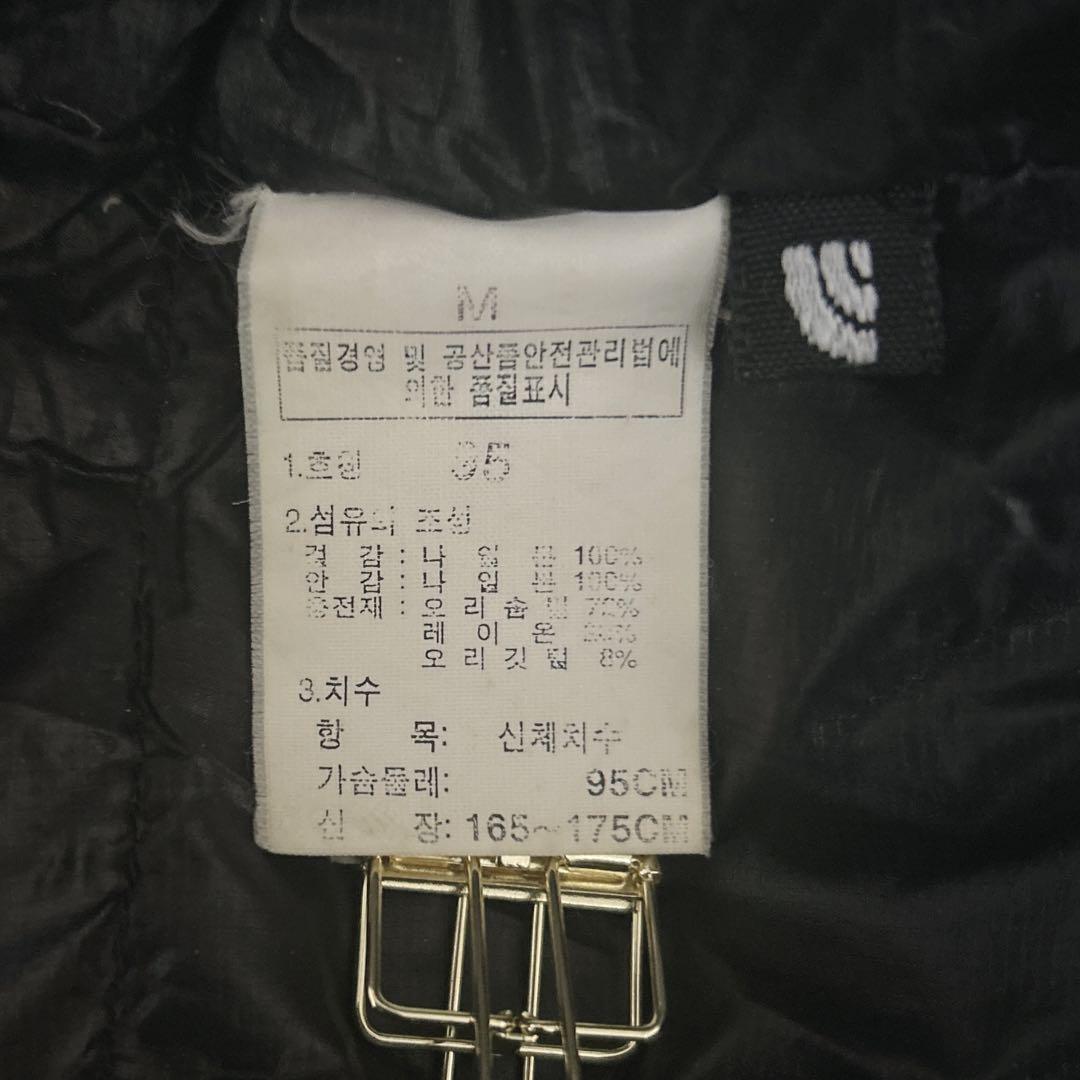 M
품질경영 및 공산품안전관리법에
의한 품질표시
1.호칭 95
2.섬유의 조성
겉 감 : 나 일 론 100%
안 감 : 나 일 론 100%
충전재 : 오 리 솜 털 72%
레 이 온 20%
오 리 깃 털 8%
3.치수
항 목: 신체치수
가슴둘레: 95CM
신 장: 165~175CM